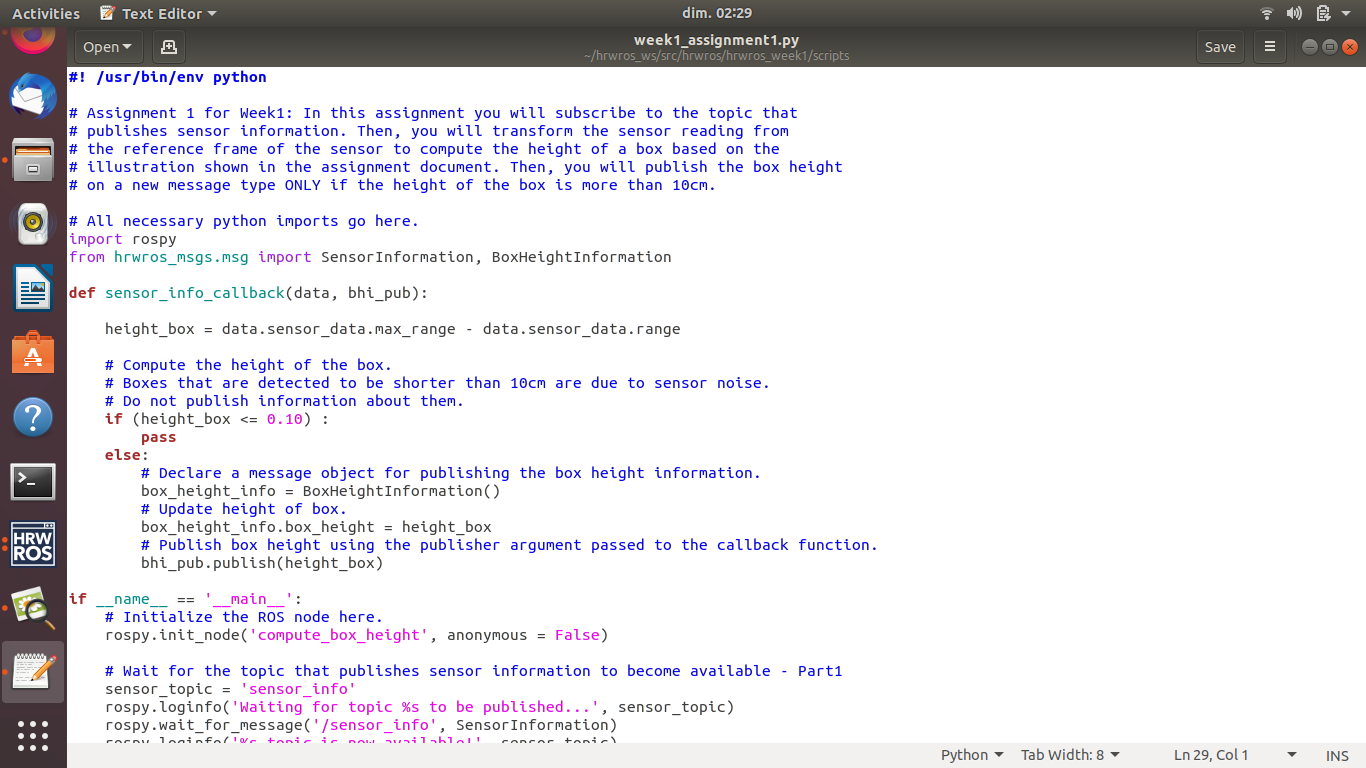 Activities Text Editor dim. 02:29
Open week1_assignment1.py Save
~/hrwros_ws/src/hrwros/hrwros_week1/scripts
#! /usr/bin/env python
# Assignment 1 for Week1: In this assignment you will subscribe to the topic that
# publishes sensor information. Then, you will transform the sensor reading from
# the reference frame of the sensor to compute the height of a box based on the
# illustration shown in the assignment document. Then, you will publish the box height
# on a new message type ONLY if the height of the box is more than 10cm.
# All necessary python imports go here.
import rospy
from hrwros_msgs.msg import SensorInformation, BoxHeightInformation
def sensor_info_callback(data, bhi_pub):
    height_box = data.sensor_data.max_range - data.sensor_data.range
    # Compute the height of the box.
    # Boxes that are detected to be shorter than 10cm are due to sensor noise.
    # Do not publish information about them.
    if (height_box <= 0.10) :
        pass
    else:
        # Declare a message object for publishing the box height information.
        box_height_info = BoxHeightInformation()
        # Update height of box.
        box_height_info.box_height = height_box
        # Publish box height using the publisher argument passed to the callback function.
        bhi_pub.publish(height_box)
if __name__ == '__main__':
    # Initialize the ROS node here.
    rospy.init_node('compute_box_height', anonymous = False)
    # Wait for the topic that publishes sensor information to become available - Part1
    sensor_topic = 'sensor_info'
    rospy.loginfo('Waiting for topic %s to be published...', sensor_topic)
    rospy.wait_for_message('/sensor_info', SensorInformation)
    rospy.loginfo('%s topic is now available!', sensor_topic)
HRW
ROS
Python Tab Width: 8 Ln 29, Col 1 INS